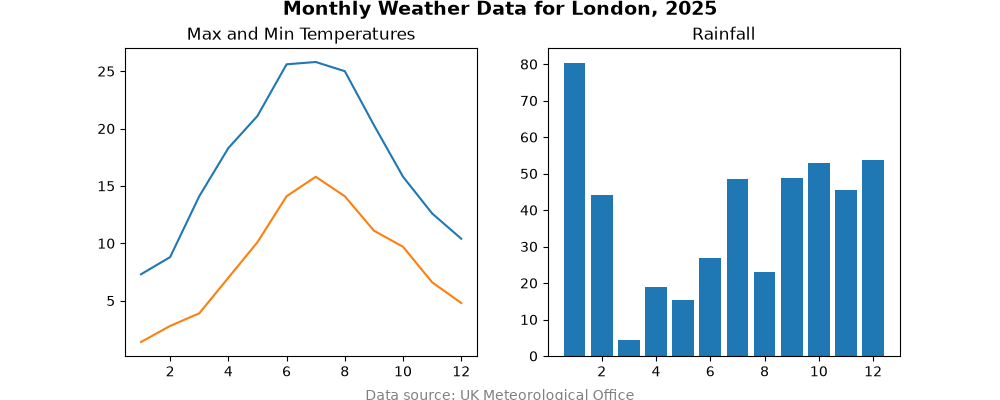 Monthly Weather Data for London, 2025
Max and Min Temperatures
25
20
15
10
5
2 4 6 8 10 12
Rainfall
80
70
60
50
40
30
20
10
0
2 4 6 8 10 12
Data source: UK Meteorological Office